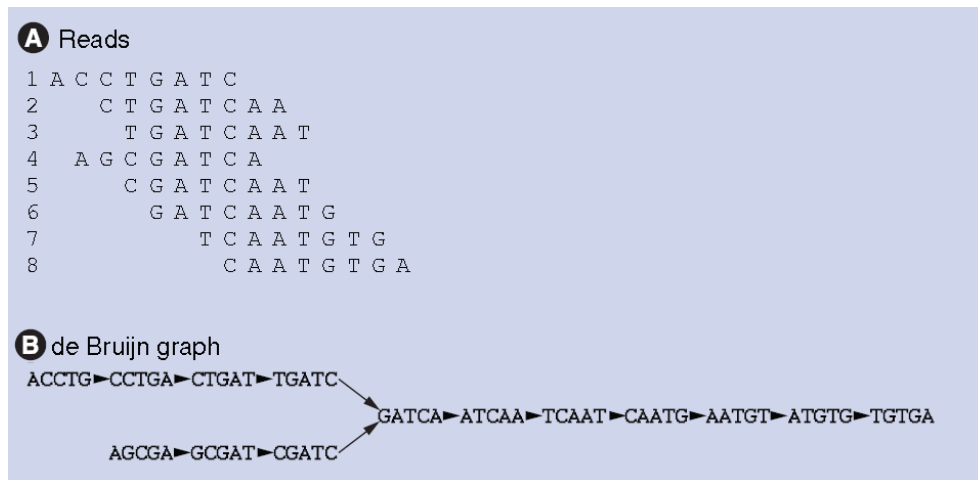 A Reads
1 A C C T G A T C
2 C T G A T C A A
3 T G A T C A A T
4 A G C G A T C A
5 C G A T C A A T
6 G A T C A A T G
7 T C A A T G T G
8 C A A T G T G A
B de Bruijn graph
ACCTG►CCTGA►CTGAT►TGATC
GATCA►ATCAA►TCAAT►CAATG►AATGT►ATGTG►TGTGA
AGCGA►GCGAT►CGATC